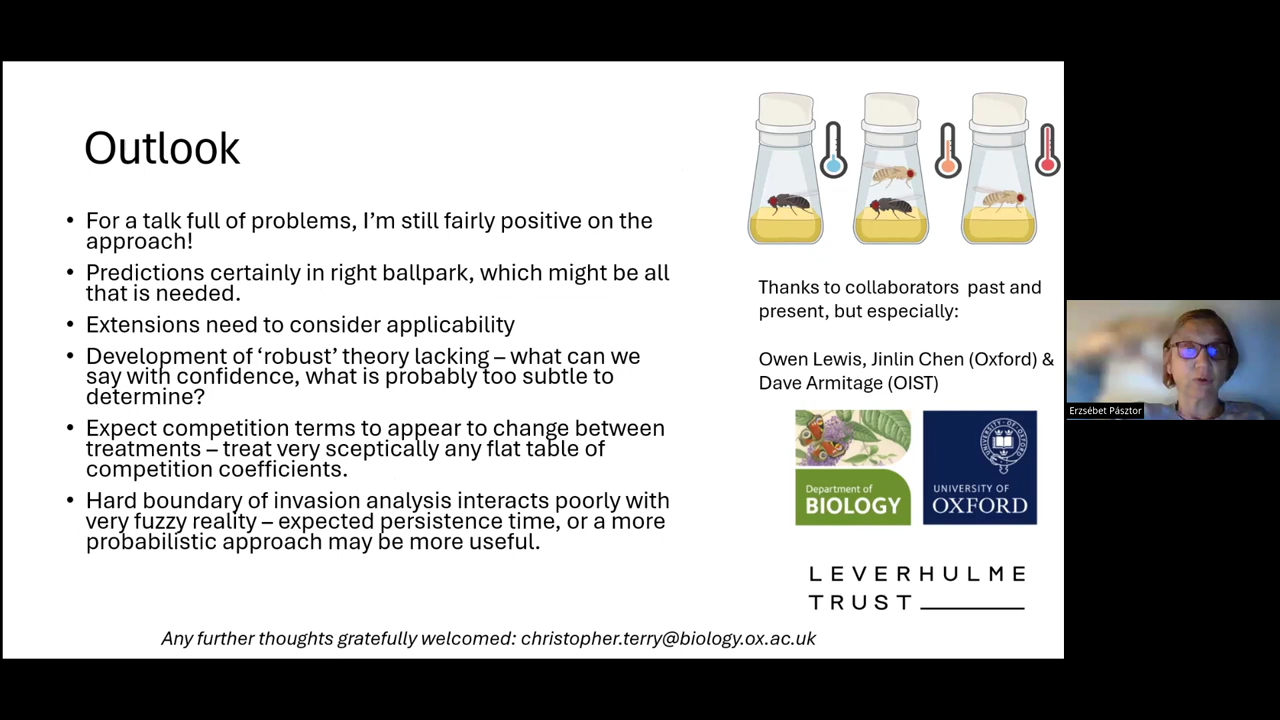 Outlook
• For a talk full of problems, I’m still fairly positive on the
approach!
• Predictions certainly in right ballpark, which might be all
that is needed.
• Extensions need to consider applicability
• Development of ‘robust’ theory lacking – what can we
say with confidence, what is probably too subtle to
determine?
• Expect competition terms to appear to change between
treatments – treat very sceptically any flat table of
competition coefficients.
• Hard boundary of invasion analysis interacts poorly with
very fuzzy reality – expected persistence time, or a more
probabilistic approach may be more useful.
Any further thoughts gratefully welcomed: christopher.terry@biology.ox.ac.uk
Thanks to collaborators past and
present, but especially:
Owen Lewis, Jinlin Chen (Oxford) &
Dave Armitage (OIST)
Department of
BIOLOGY
UNIVERSITY OF
OXFORD
LEVERHULME
TRUST
Erzsébet Pásztor